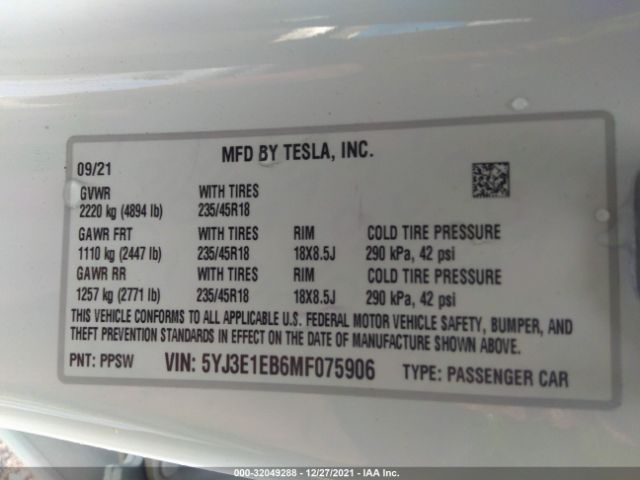 MFD BY TESLA, INC.
09/21
GVWR WITH TIRES
2220 kg (4894 lb) 235/45R18
GAWR FRT WITH TIRES RIM COLD TIRE PRESSURE
1110 kg (2447 lb) 235/45R18 18X8.5J 290 kPa, 42 psi
GAWR RR WITH TIRES RIM COLD TIRE PRESSURE
1257 kg (2771 lb) 235/45R18 18X8.5J 290 kPa, 42 psi
THIS VEHICLE CONFORMS TO ALL APPLICABLE U.S. FEDERAL MOTOR VEHICLE SAFETY, BUMPER, AND
THEFT PREVENTION STANDARDS IN EFFECT ON THE DATE OF MANUFACTURE SHOWN ABOVE.
PNT: PPSW VIN: 5YJ3E1EB6MF075906 TYPE: PASSENGER CAR
000-32049288 - 12/27/2021 - IAA Inc.